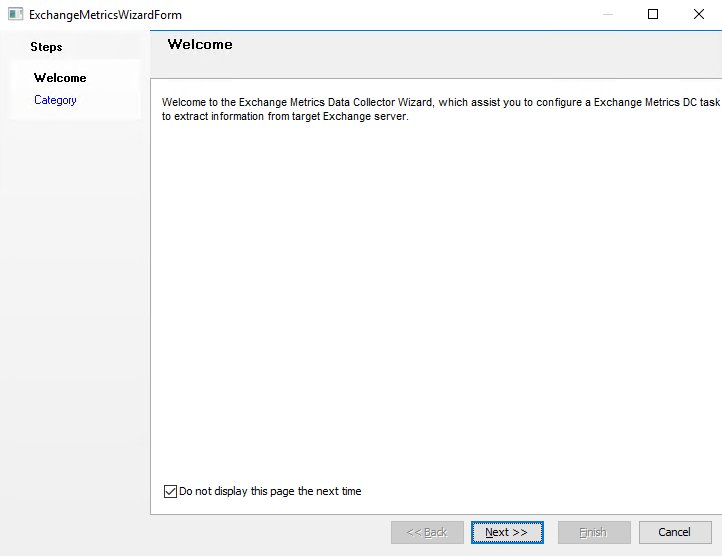 ExchangeMetricsWizardForm
Steps
Welcome
Category
Welcome
Welcome to the Exchange Metrics Data Collector Wizard, which assist you to configure a Exchange Metrics DC task
to extract information from target Exchange server.
Do not display this page the next time
<< Back
Next >>
Finish
Cancel